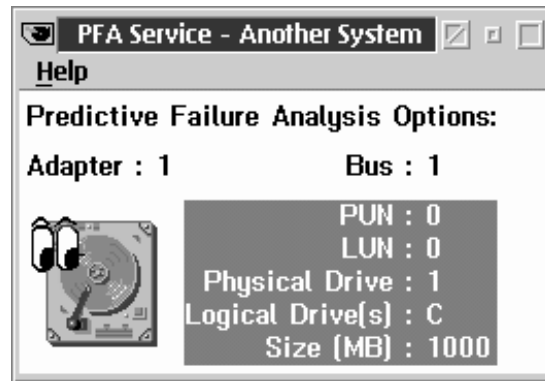 PFA Service - Another System
Help
Predictive Failure Analysis Options:
Adapter : 1 Bus : 1
PUN : 0
LUN : 0
Physical Drive : 1
Logical Drive(s) : C
Size (MB) : 1000